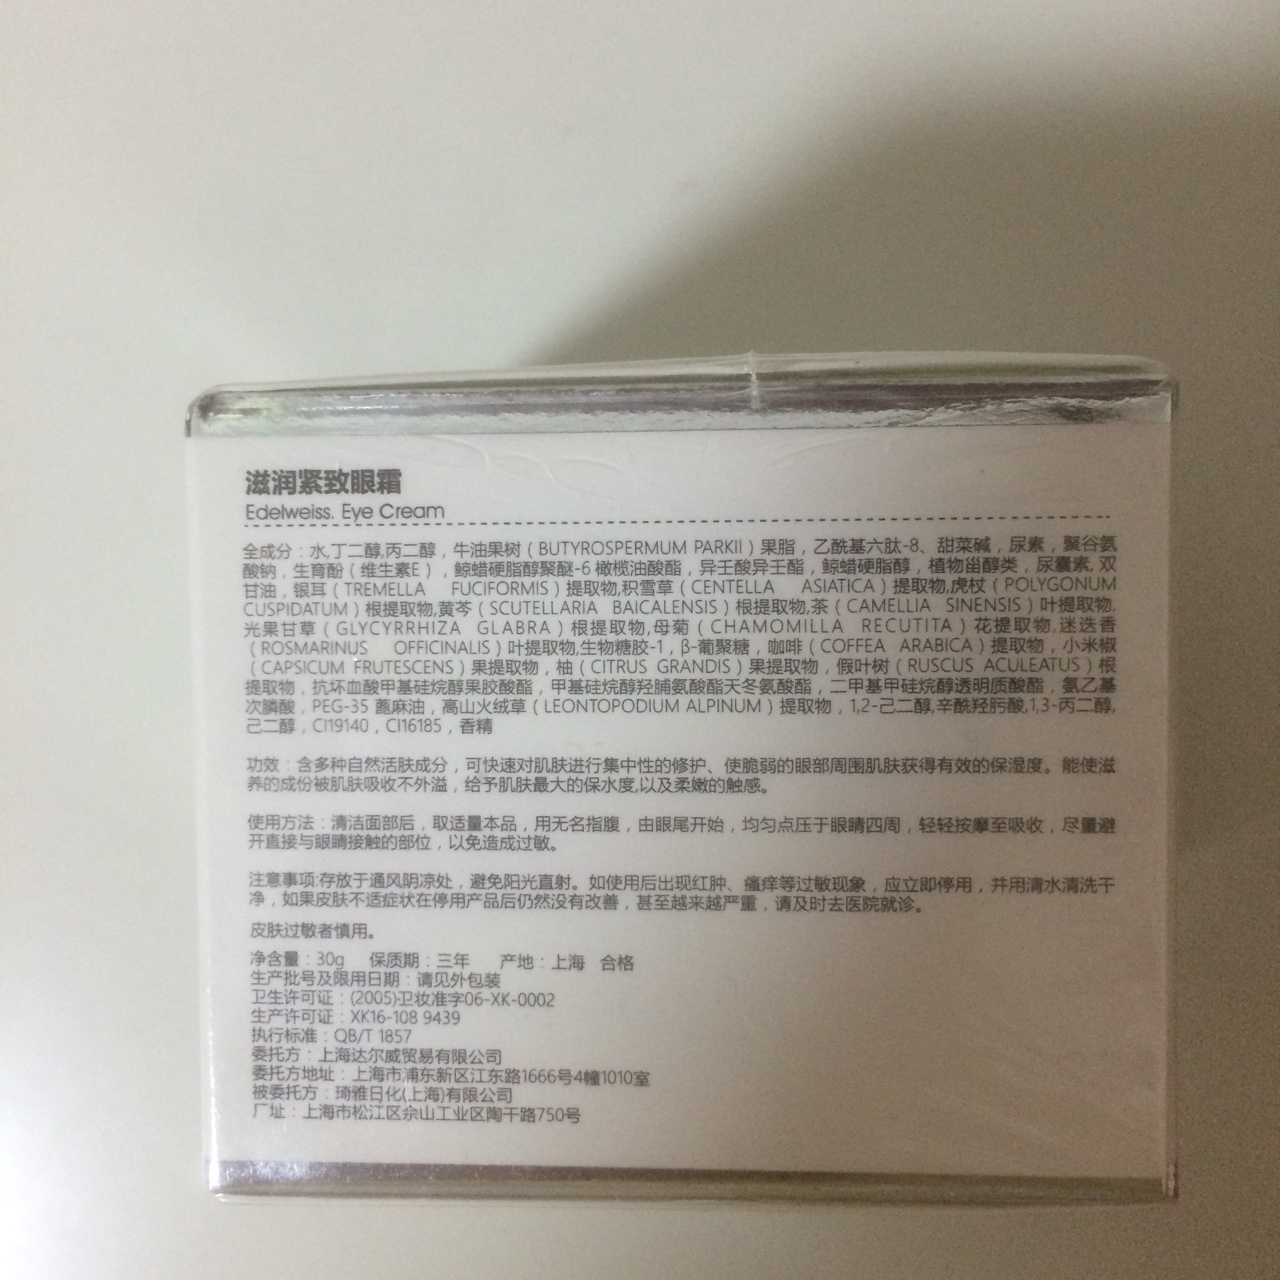 滋润紧致眼霜
Edelweiss. Eye Cream
全成分：水,丁二醇,丙二醇，牛油果树（BUTYROSPERMUM PARKII）果脂，乙酰基六肽-8、甜菜碱，尿素，聚谷氨
酸钠，生育酚（维生素E），鲸蜡硬脂醇聚醚-6 橄榄油酸酯，异壬酸异壬酯，鲸蜡硬脂醇，植物甾醇类，尿囊素,双
甘油，银耳（TREMELLA FUCIFORMIS）提取物,积雪草（CENTELLA ASIATICA）提取物,虎杖（POLYGONUM
CUSPIDATUM）根提取物,黄芩（SCUTELLARIA BAICALENSIS）根提取物,茶（CAMELLIA SINENSIS）叶提取物,
光果甘草（GLYCYRRHIZA GLABRA）根提取物,母菊（CHAMOMILLA RECUTITA）花提取物,迷迭香
（ROSMARINUS OFFICINALIS）叶提取物,生物糖胶-1，β-葡聚糖，咖啡（COFFEA ARABICA）提取物，小米椒
（CAPSICUM FRUTESCENS）果提取物，柚（CITRUS GRANDIS）果提取物，假叶树（RUSCUS ACULEATUS）根
提取物，抗坏血酸甲基硅烷醇果胶酸酯，甲基硅烷醇羟脯氨酸酯天冬氨酸酯，二甲基甲硅烷醇透明质酸酯，氨乙基
次膦酸，PEG-35 蓖麻油，高山火绒草（LEONTOPODIUM ALPINUM）提取物，1,2-己二醇,辛酰羟肟酸,1,3-丙二醇,
己二醇，CI19140，CI16185，香精
功效：含多种自然活肤成分，可快速对肌肤进行集中性的修护、使脆弱的眼部周围肌肤获得有效的保湿度。能使滋
养的成份被肌肤吸收不外溢，给予肌肤最大的保水度,以及柔嫩的触感。
使用方法：清洁面部后，取适量本品，用无名指腹，由眼尾开始，均匀点压于眼睛四周，轻轻按摩至吸收，尽量避
开直接与眼睛接触的部位，以免造成过敏。
注意事项:存放于通风阴凉处，避免阳光直射。如使用后出现红肿、瘙痒等过敏现象，应立即停用，并用清水清洗干
净，如果皮肤不适症状在停用产品后仍然没有改善，甚至越来越严重，请及时去医院就诊。
皮肤过敏者慎用。
净含量：30g 保质期：三年 产地：上海 合格
生产批号及限用日期：请见外包装
卫生许可证：(2005)卫妆准字06-XK-0002
生产许可证：XK16-108 9439
执行标准：QB/T 1857
委托方：上海达尔威贸易有限公司
委托方地址：上海市浦东新区江东路1666号4幢1010室
被委托方：琦雅日化(上海)有限公司
厂址：上海市松江区佘山工业区陶干路750号